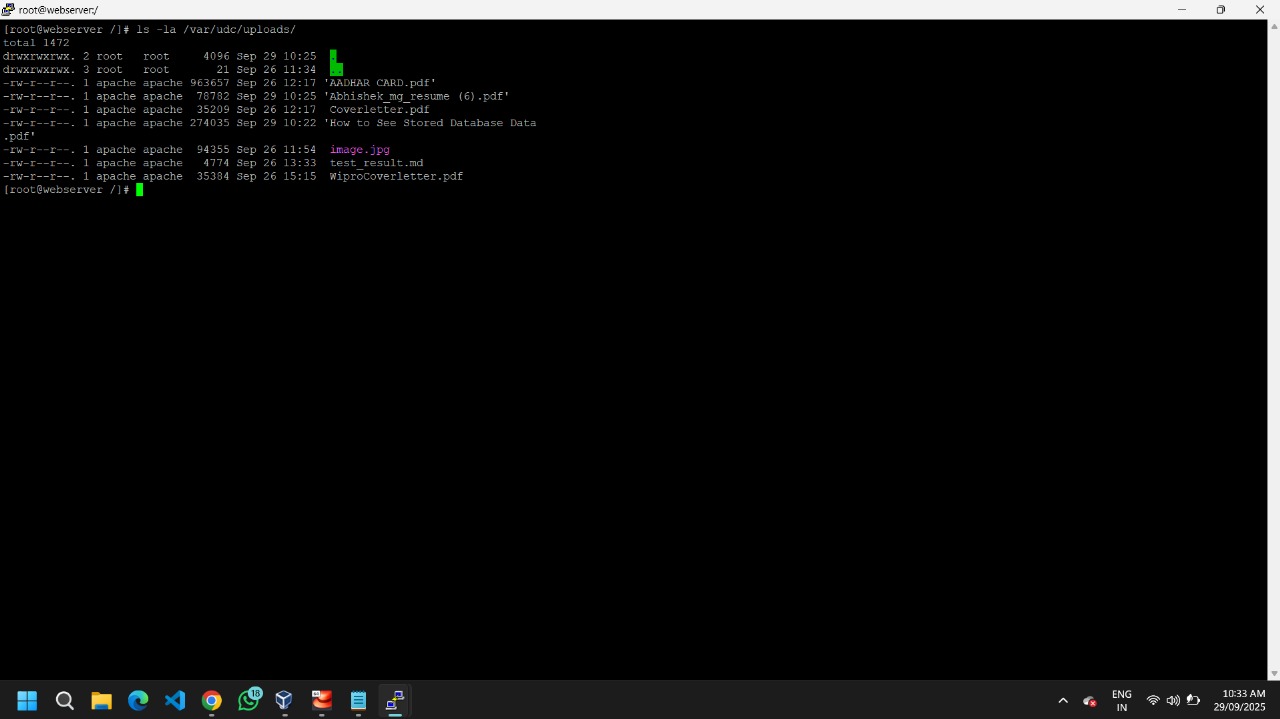 root@webserver:/
[root@webserver /]# ls -la /var/udc/uploads/
total 1472
drwxrwxrwx. 2 root   root     4096 Sep 29 10:25  .
drwxrwxrwx. 3 root   root       21 Sep 26 11:34  ..
-rw-r--r--. 1 apache apache 963657 Sep 26 12:17 'AADHAR CARD.pdf'
-rw-r--r--. 1 apache apache  78782 Sep 29 10:25 'Abhishek_mg_resume (6).pdf'
-rw-r--r--. 1 apache apache  35209 Sep 26 12:17  Coverletter.pdf
-rw-r--r--. 1 apache apache 274035 Sep 29 10:22 'How to See Stored Database Data
.pdf'
-rw-r--r--. 1 apache apache  94355 Sep 26 11:54  image.jpg
-rw-r--r--. 1 apache apache   4774 Sep 26 13:33  test_result.md
-rw-r--r--. 1 apache apache  35384 Sep 26 15:15  WiproCoverletter.pdf
[root@webserver /]#
18
ENG
IN
10:33 AM
29/09/2025